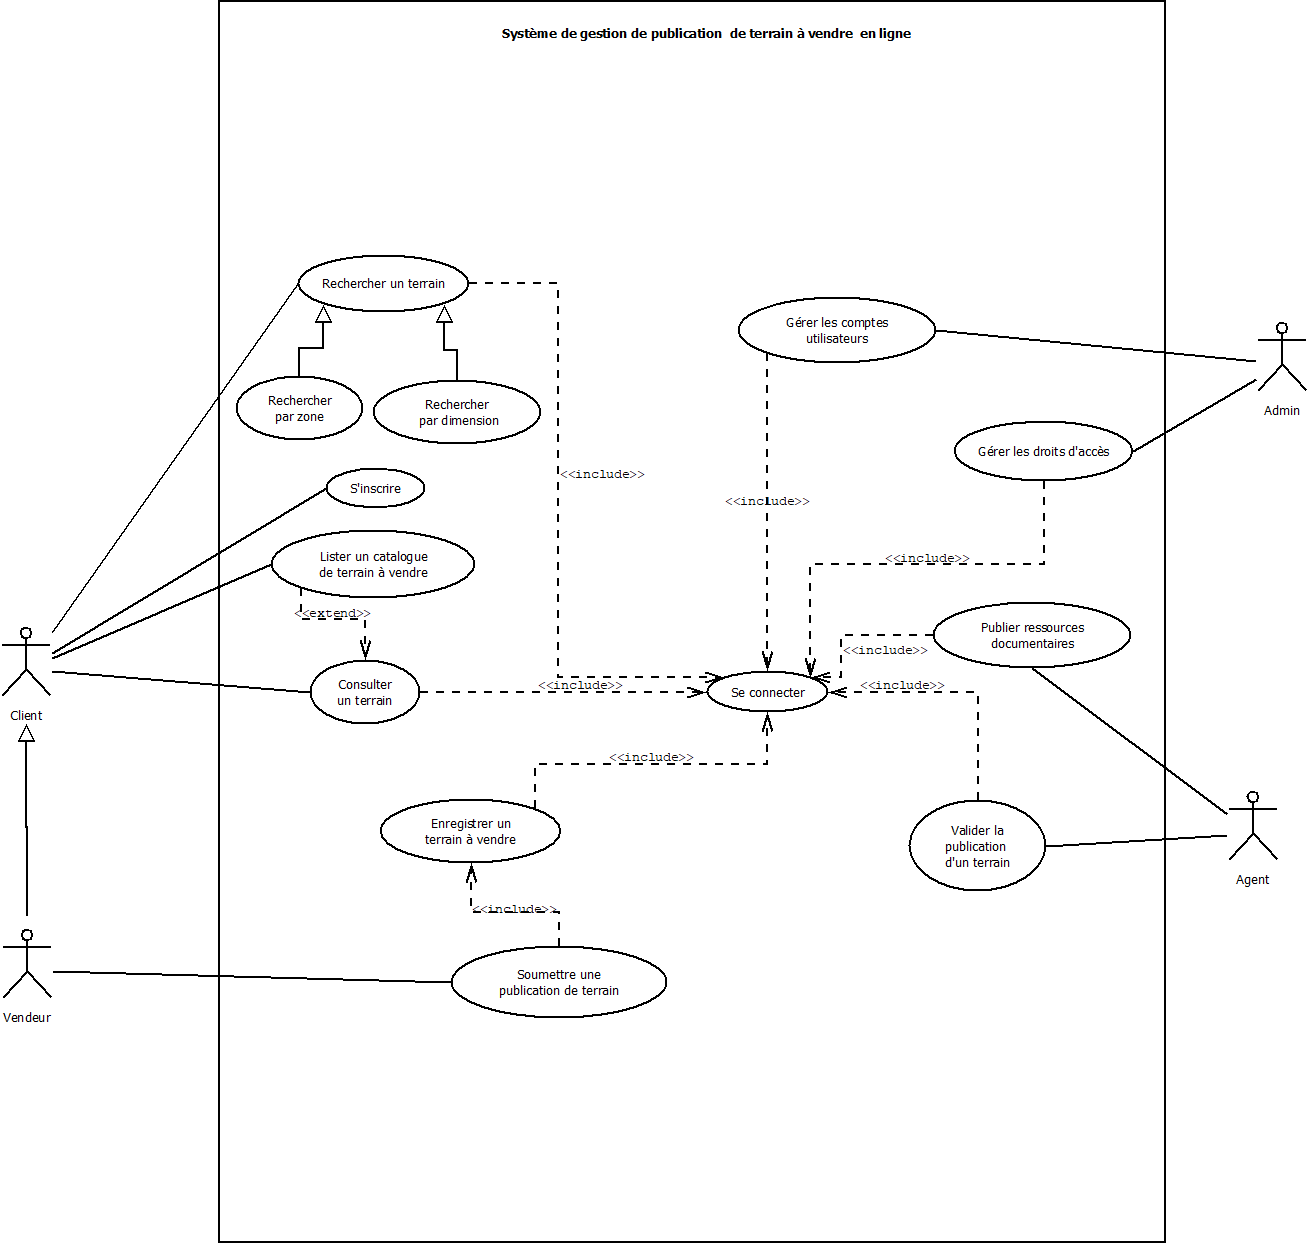 Système de gestion de publication  de terrain à vendre  en ligne
Rechercher un terrain
Gérer les comptes
utilisateurs
Rechercher
par zone
Rechercher
par dimension
Admin
Gérer les droits d'accès
<<include>>
S'inscrire
<<include>>
Lister un catalogue
de terrain à vendre
<<include>>
<<extend>>
Publier ressources
documentaires
<<include>>
Consulter
un terrain
<<include>>
Se connecter
<<include>>
Client
<<include>>
Enregistrer un
terrain à vendre
Valider la
publication
d'un terrain
Agent
<<include>>
Soumettre une
publication de terrain
Vendeur